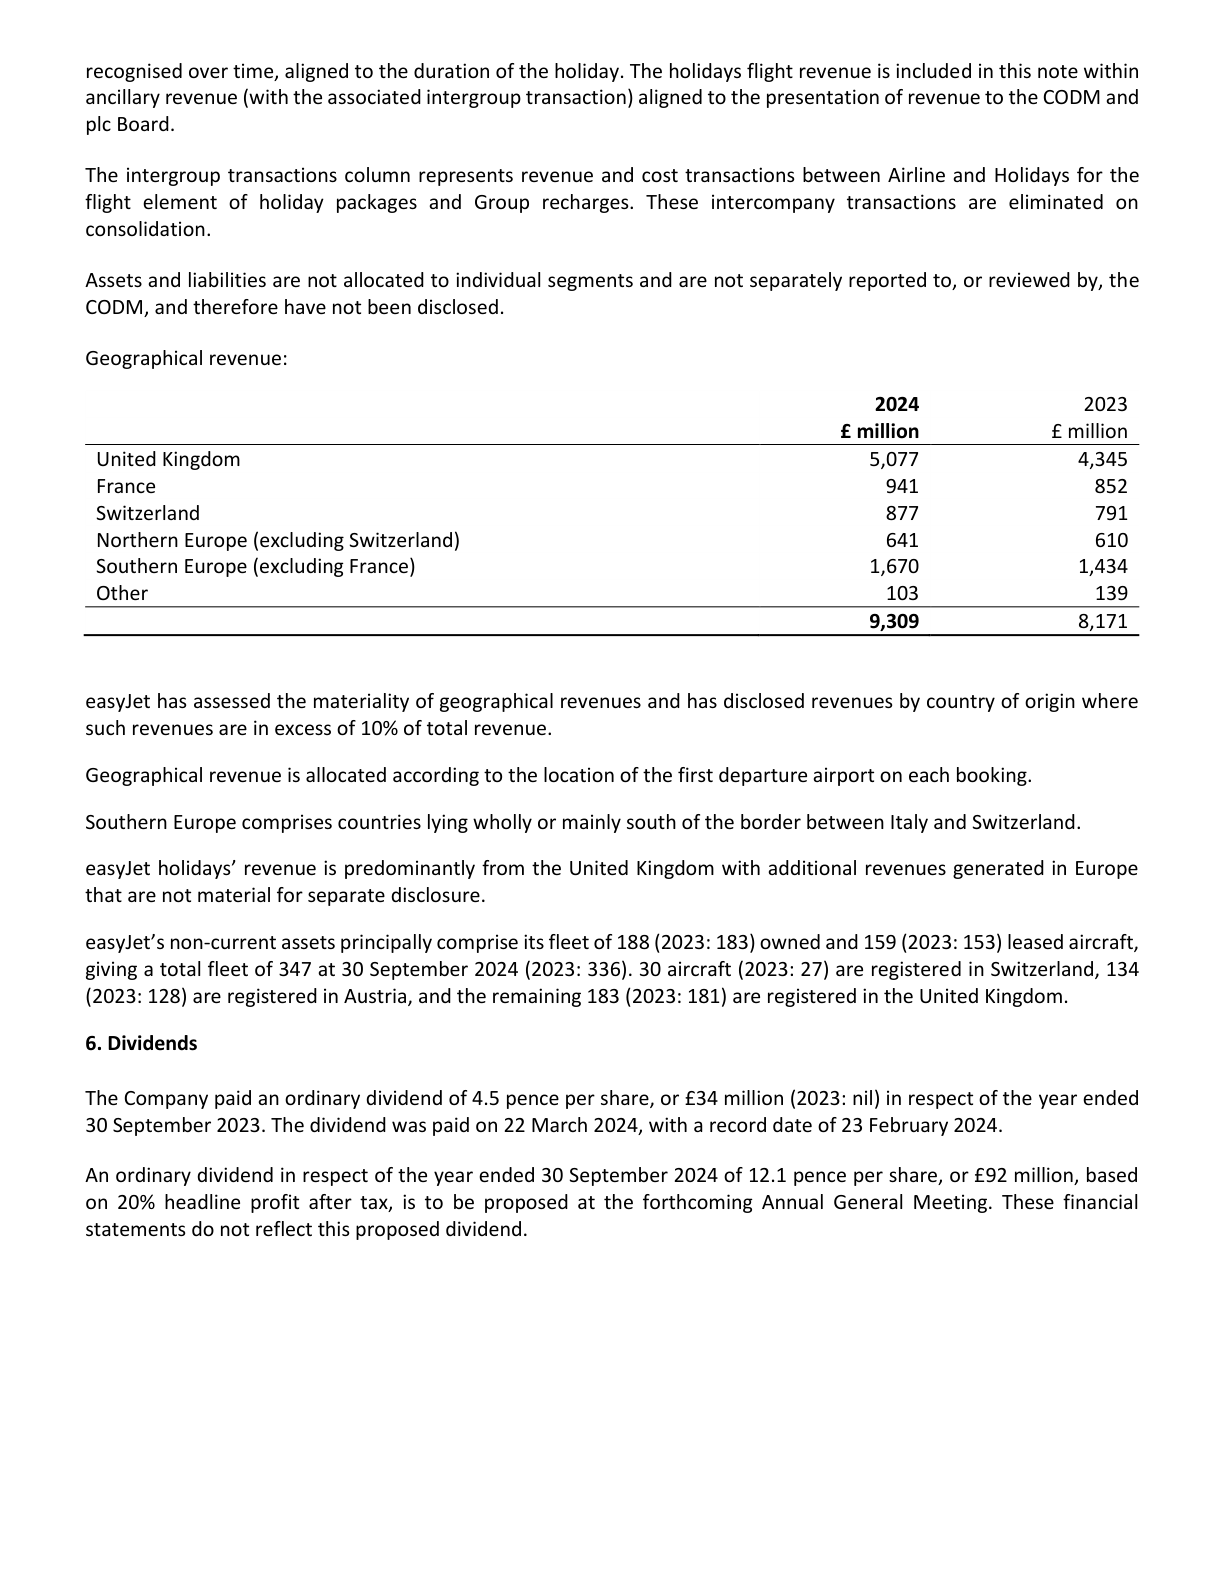 recognised over time, aligned to the duration of the holiday. The holidays flight revenue is included in this note within
ancillary revenue (with the associated intergroup transaction) aligned to the presentation of revenue to the CODM and
plc Board.
The intergroup transactions column represents revenue and cost transactions between Airline and Holidays for the
flight element of holiday packages and Group recharges. These intercompany transactions are eliminated on
consolidation.
Assets and liabilities are not allocated to individual segments and are not separately reported to, or reviewed by, the
CODM, and therefore have not been disclosed.
Geographical revenue:
2024 2023
£ million £ million
United Kingdom 5,077 4,345
France 941 852
Switzerland 877 791
Northern Europe (excluding Switzerland) 641 610
Southern Europe (excluding France) 1,670 1,434
Other 103 139
9,309 8,171
easyJet has assessed the materiality of geographical revenues and has disclosed revenues by country of origin where
such revenues are in excess of 10% of total revenue.
Geographical revenue is allocated according to the location of the first departure airport on each booking.
Southern Europe comprises countries lying wholly or mainly south of the border between Italy and Switzerland.
easyJet holidays’ revenue is predominantly from the United Kingdom with additional revenues generated in Europe
that are not material for separate disclosure.
easyJet’s non-current assets principally comprise its fleet of 188 (2023: 183) owned and 159 (2023: 153) leased aircraft,
giving a total fleet of 347 at 30 September 2024 (2023: 336). 30 aircraft (2023: 27) are registered in Switzerland, 134
(2023: 128) are registered in Austria, and the remaining 183 (2023: 181) are registered in the United Kingdom.
6. Dividends
The Company paid an ordinary dividend of 4.5 pence per share, or £34 million (2023: nil) in respect of the year ended
30 September 2023. The dividend was paid on 22 March 2024, with a record date of 23 February 2024.
An ordinary dividend in respect of the year ended 30 September 2024 of 12.1 pence per share, or £92 million, based
on 20% headline profit after tax, is to be proposed at the forthcoming Annual General Meeting. These financial
statements do not reflect this proposed dividend.